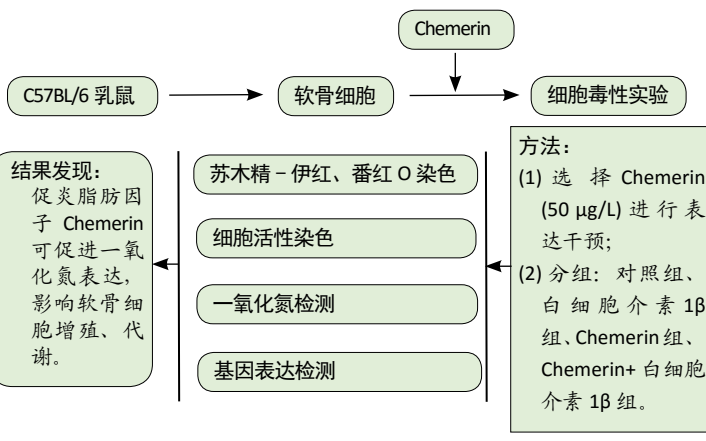 Chemerin
C57BL/6 乳鼠
软骨细胞
细胞毒性实验
方法：
(1) 选 择 Chemerin
(50 μg/L) 进 行 表
达干预;
(2) 分组：对照组、
白 细 胞 介 素 1β
组、Chemerin 组、
Chemerin+ 白细胞
介素 1β 组。
苏木精－伊红、番红 O 染色
细胞活性染色
一氧化氮检测
基因表达检测
结果发现：
促炎脂肪因
子 Chemerin
可促进一氧
化氮表达，
影响软骨细
胞增殖、代
谢。